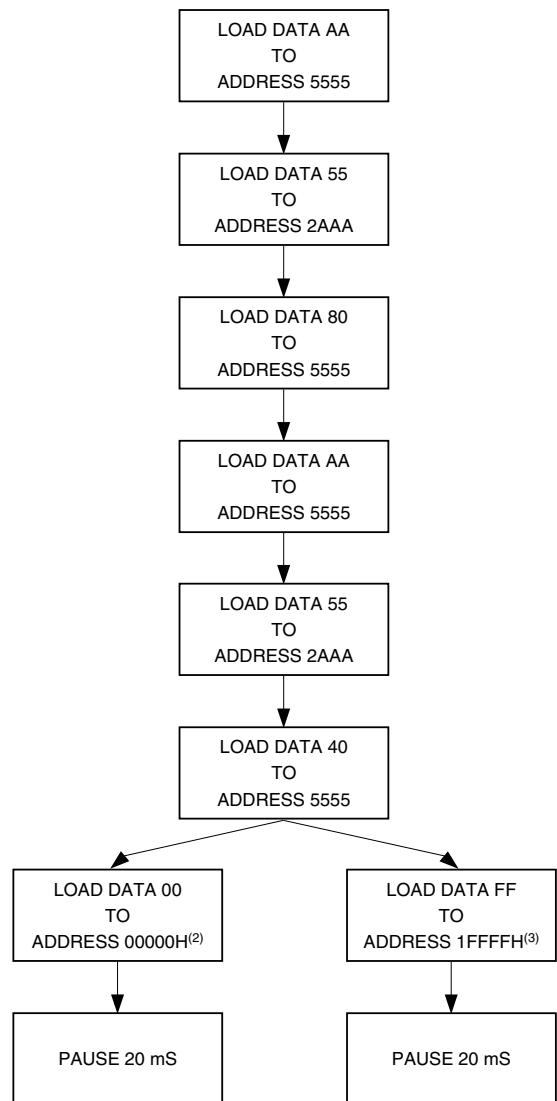 LOAD DATA AA
TO
ADDRESS 5555
LOAD DATA 55
TO
ADDRESS 2AAA
LOAD DATA 80
TO
ADDRESS 5555
LOAD DATA AA
TO
ADDRESS 5555
LOAD DATA 55
TO
ADDRESS 2AAA
LOAD DATA 40
TO
ADDRESS 5555
LOAD DATA 00
TO
ADDRESS 00000H(2)
LOAD DATA FF
TO
ADDRESS 1FFFFH(3)
PAUSE 20 mS
PAUSE 20 mS